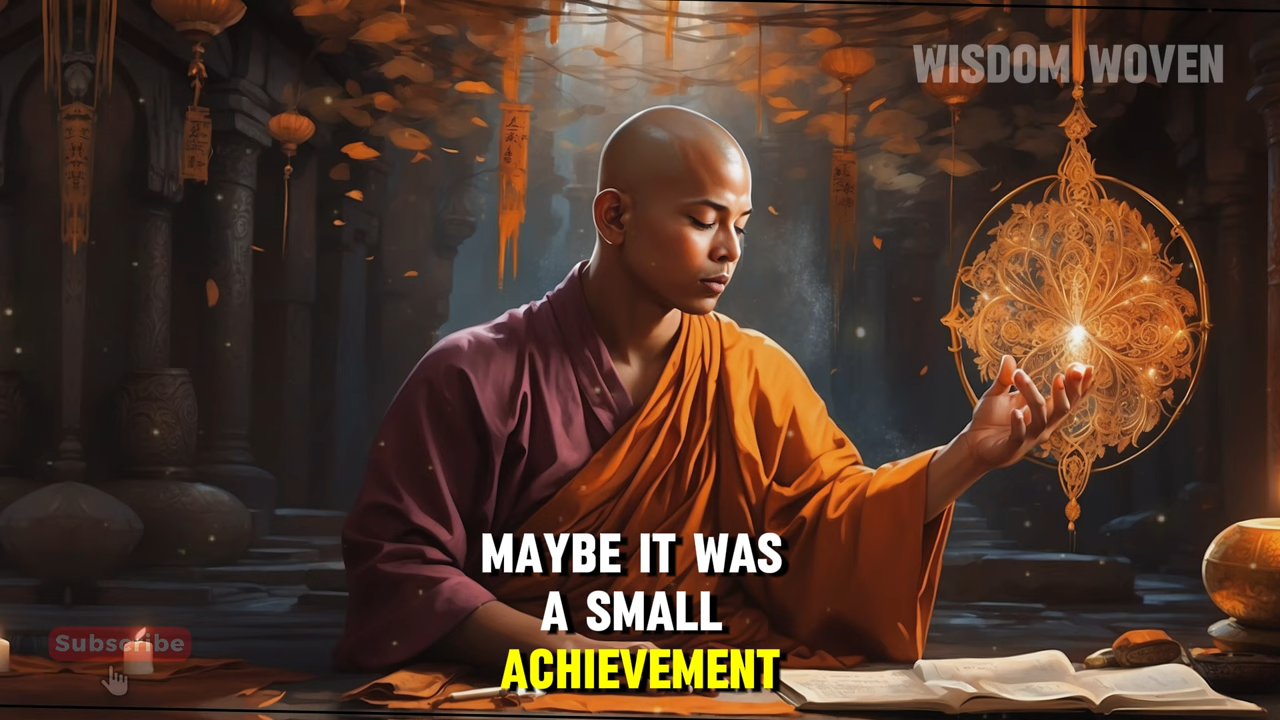 WISDOM WOVEN
MAYBE IT WAS
A SMALL
ACHIEVEMENT
Subscribe